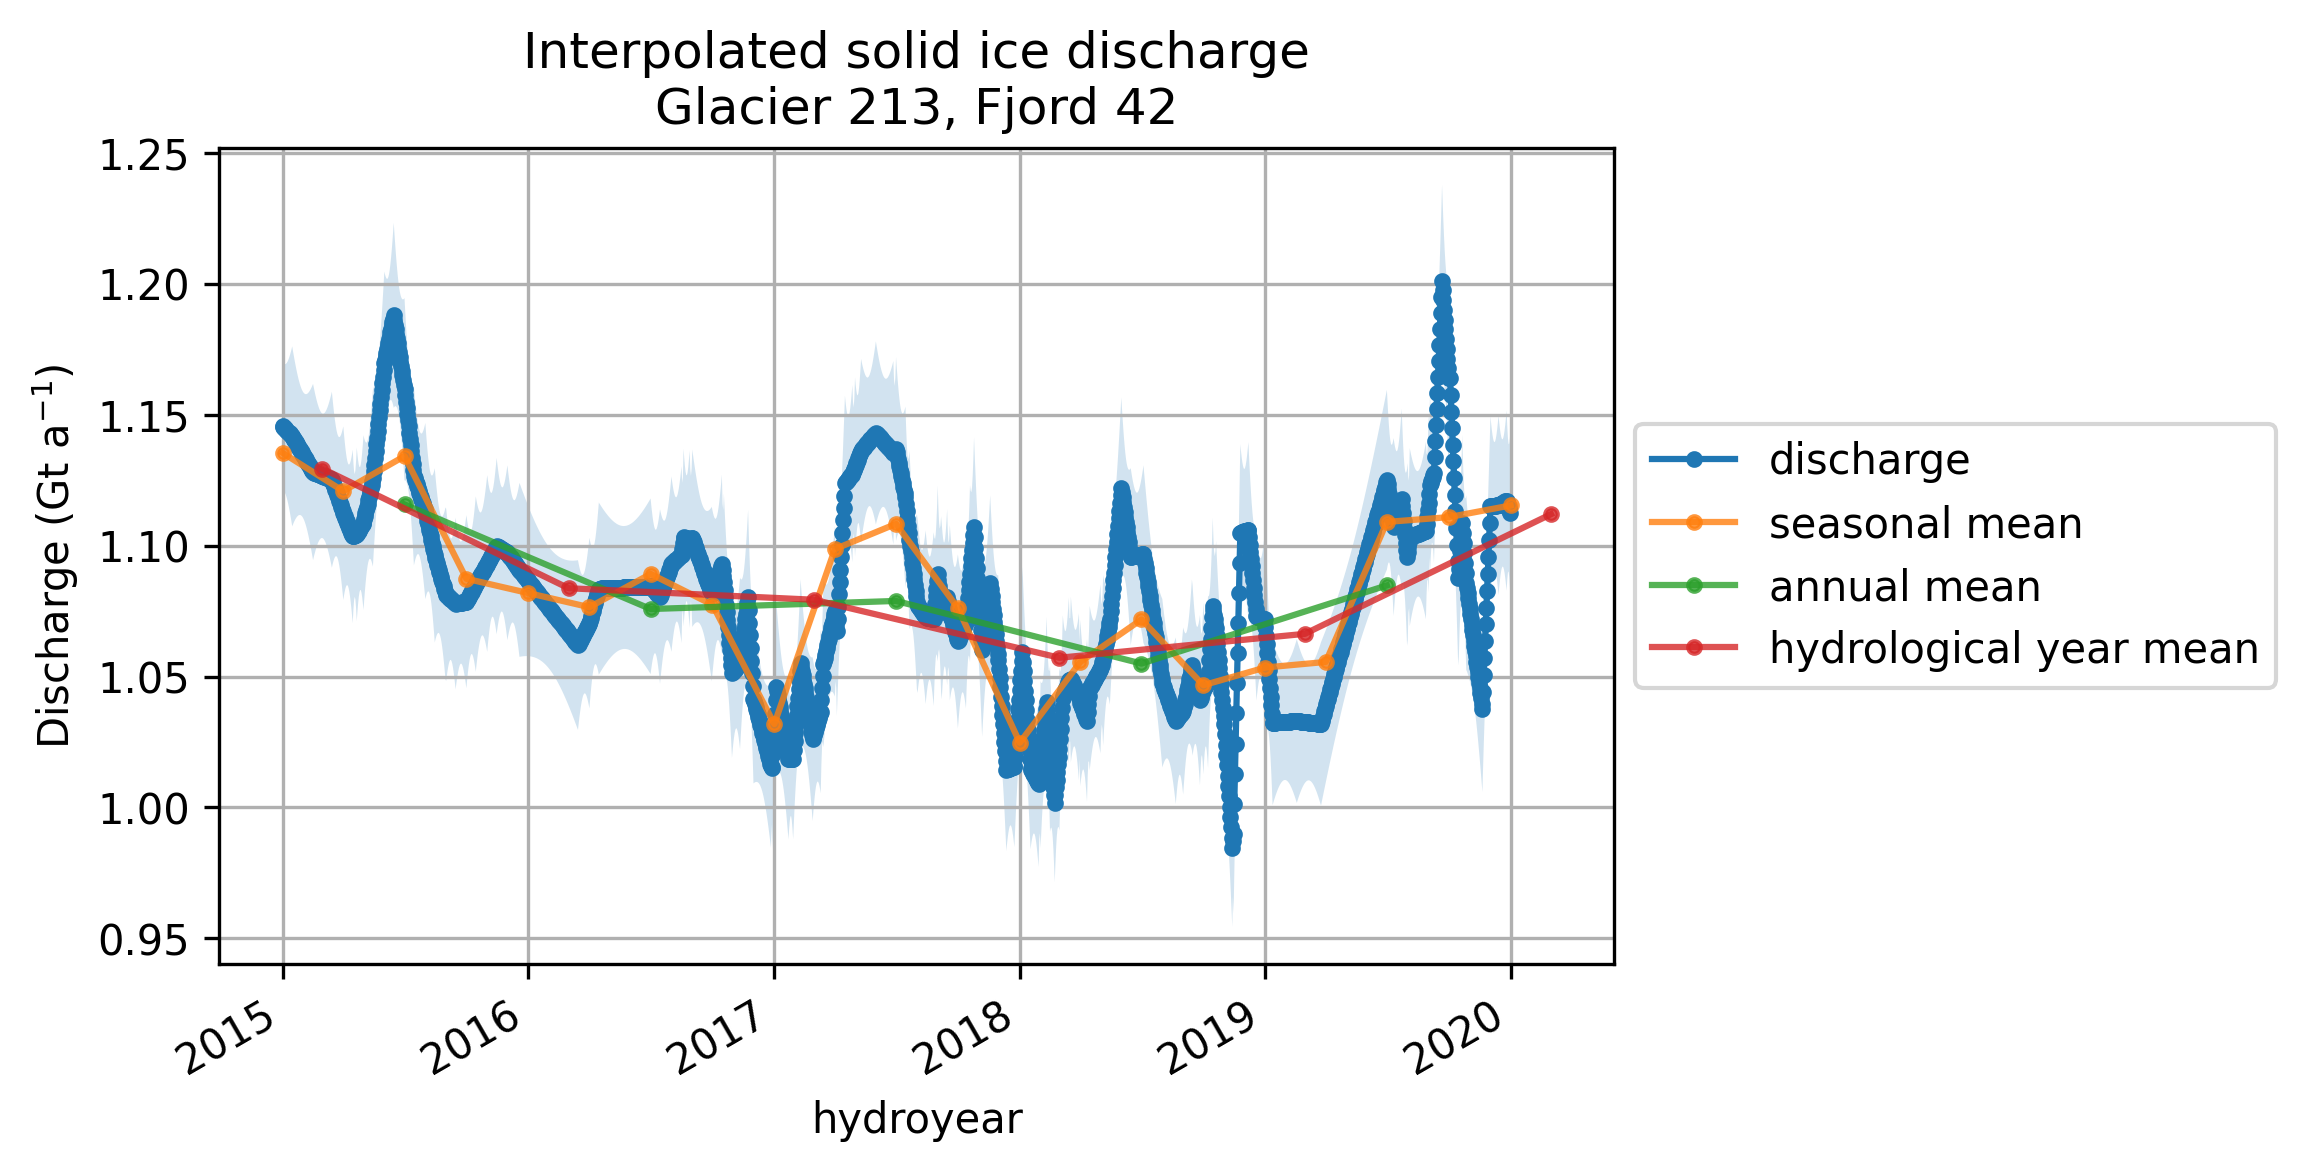 Interpolated solid ice discharge
Glacier 213, Fjord 42
Discharge (Gt a⁻¹)
1.25
1.20
1.15
1.10
1.05
1.00
0.95
2015
2016
2017
2018
2019
2020
hydroyear
discharge
seasonal mean
annual mean
hydrological year mean